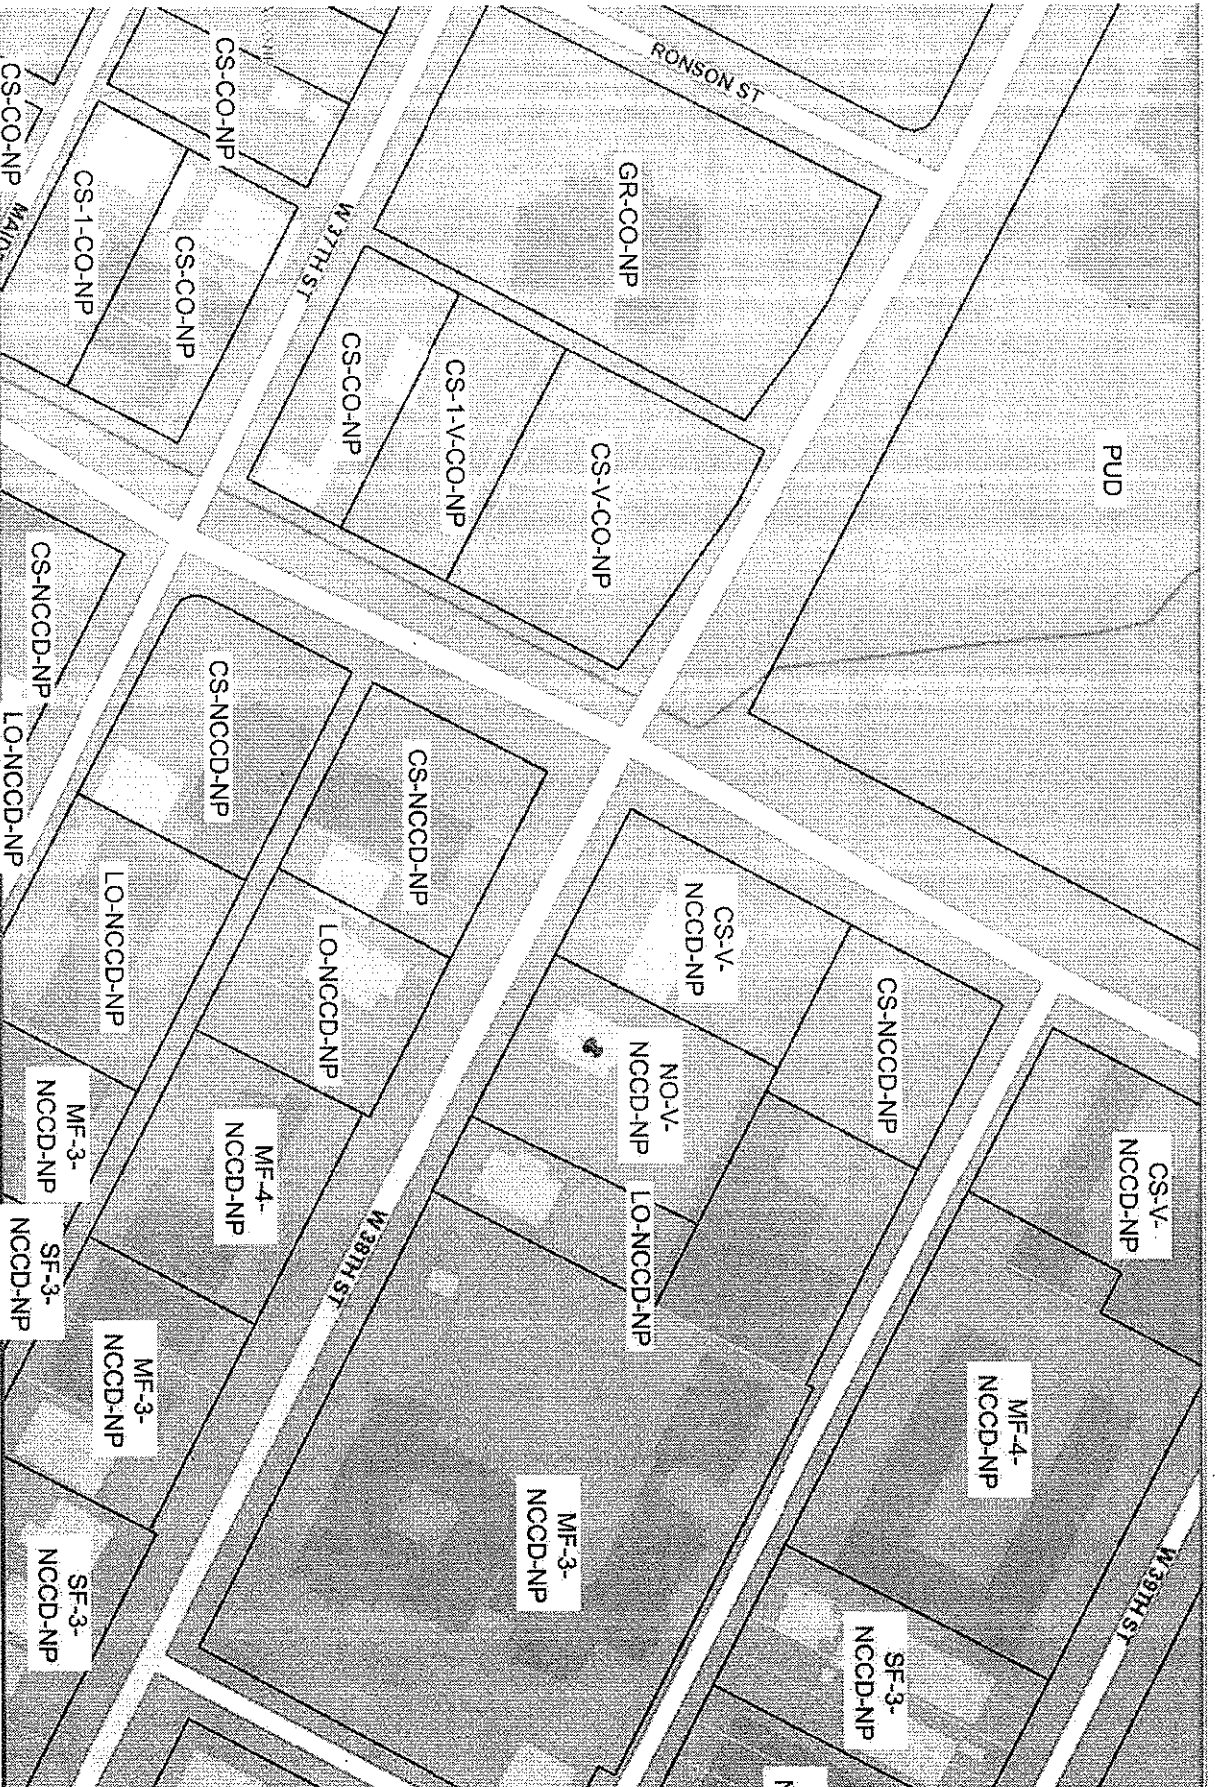 RONSON ST
CS-CO-NP
GR-CO-NP
PUD
CS-CO-NP
CS-1-CO-NP
CS-CO-NP
W 37TH ST
CS-CO-NP
CS-1-V-CO-NP
CS-V-CO-NP
CS-NCCD-NP
LO-NCCD-NP
CS-NCCD-NP
CS-NCCD-NP
CS-V-
NCCD-NP
CS-NCCD-NP
CS-V-
NCCD-NP
LO-NCCD-NP
LO-NCCD-NP
NO-V-
NCCD-NP
LO-NCCD-NP
MF-3-
NCCD-NP
MF-4-
NCCD-NP
W 38TH ST
SF-3-
NCCD-NP
MF-3-
NCCD-NP
MF-3-
NCCD-NP
MF-4-
NCCD-NP
W 39TH ST
SF-3-
NCCD-NP
SF-3-
NCCD-NP